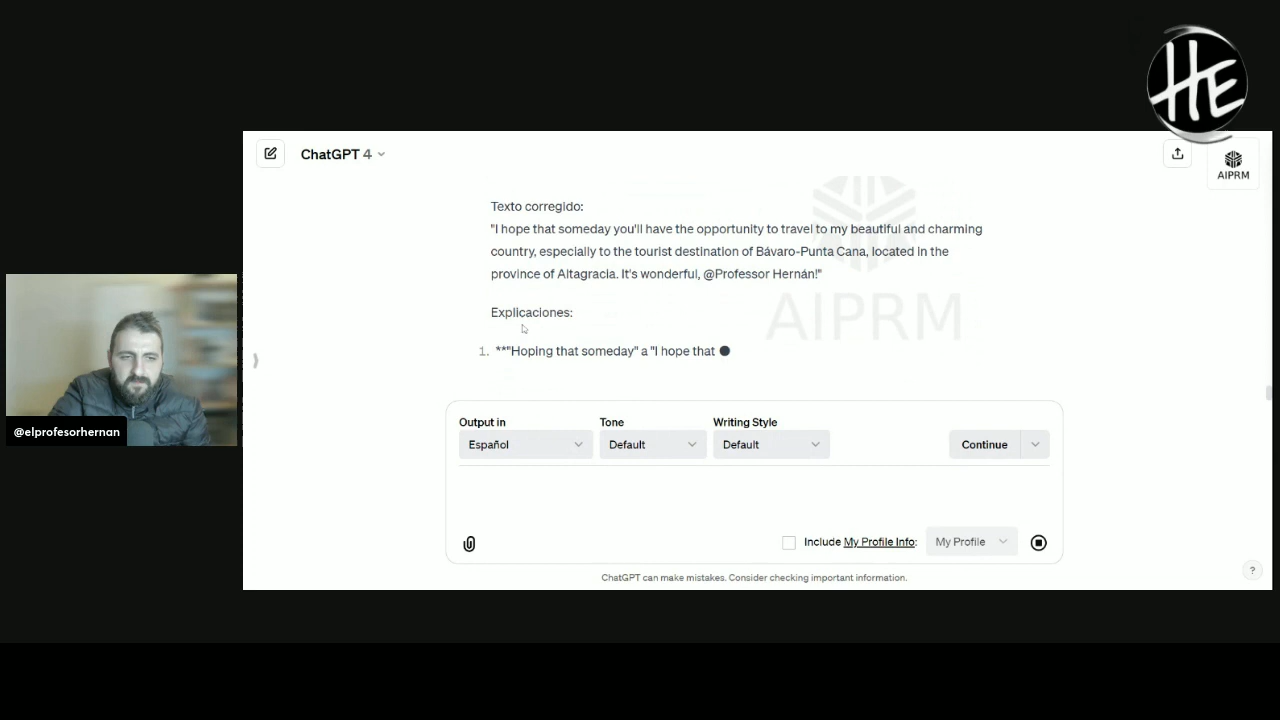 HE
ChatGPT 4
AIPRM
Texto corregido:
"I hope that someday you'll have the opportunity to travel to my beautiful and charming
country, especially to the tourist destination of Bávaro-Punta Cana, located in the
province of Altagracia. It's wonderful, @Professor Hernán!"
AIPRM
Explicaciones:
1. **"Hoping that someday" a "I hope that
@elprofesorhernan
Output in
Tone
Writing Style
Español
Default
Default
Continue
Include My Profile Info:
My Profile
ChatGPT can make mistakes. Consider checking important information.
?